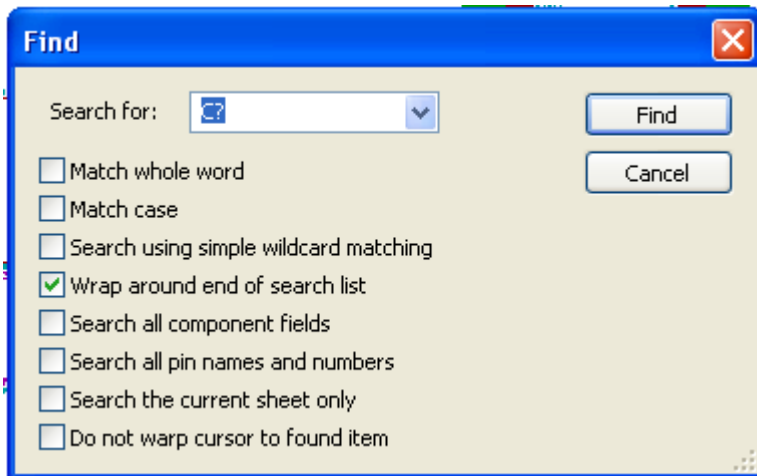 Find
Search for: C? Find
Match whole word Cancel
Match case
Search using simple wildcard matching
Wrap around end of search list
Search all component fields
Search all pin names and numbers
Search the current sheet only
Do not warp cursor to found item